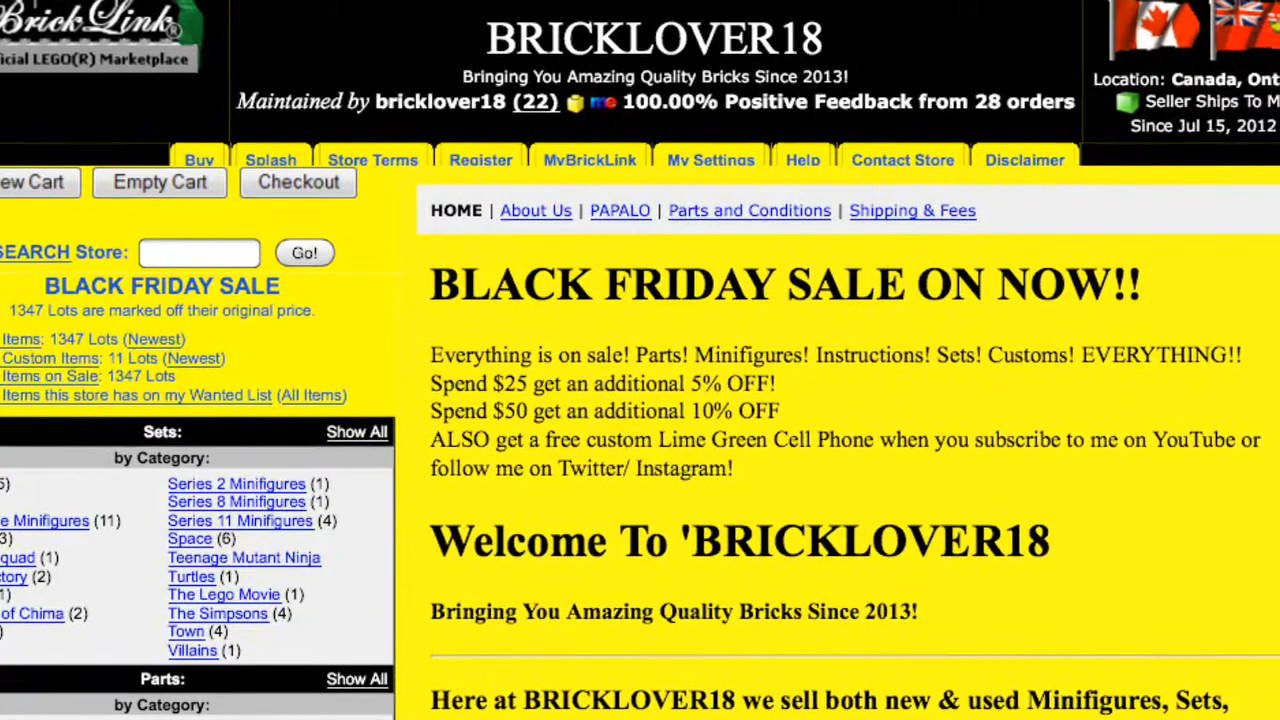 BrickLink®
cial LEGO(R) Marketplace
BRICKLOVER18
Bringing You Amazing Quality Bricks Since 2013!
Maintained by bricklover18 (22) me 100.00% Positive Feedback from 28 orders
Location: Canada, Ont
Seller Ships To M
Since Jul 15, 2012
Buy Splash Store Terms Register MyBrickLink My Settings Help Contact Store Disclaimer
ew Cart Empty Cart Checkout
HOME | About Us | PAPALO | Parts and Conditions | Shipping & Fees
SEARCH Store: Go!
BLACK FRIDAY SALE
1347 Lots are marked off their original price.
Items: 1347 Lots (Newest)
Custom Items: 11 Lots (Newest)
Items on Sale: 1347 Lots
Items this store has on my Wanted List (All Items)
Sets: Show All
by Category:
5) Series 2 Minifigures (1)
Series 8 Minifigures (1)
e Minifigures (11) Series 11 Minifigures (4)
3) Space (6)
quad (1) Teenage Mutant Ninja
ctory (2) Turtles (1)
1) The Lego Movie (1)
of Chima (2) The Simpsons (4)
) Town (4)
Villains (1)
Parts: Show All
by Category:
BLACK FRIDAY SALE ON NOW!!
Everything is on sale! Parts! Minifigures! Instructions! Sets! Customs! EVERYTHING!!
Spend $25 get an additional 5% OFF!
Spend $50 get an additional 10% OFF
ALSO get a free custom Lime Green Cell Phone when you subscribe to me on YouTube or
follow me on Twitter/ Instagram!
Welcome To 'BRICKLOVER18
Bringing You Amazing Quality Bricks Since 2013!
Here at BRICKLOVER18 we sell both new & used Minifigures, Sets,